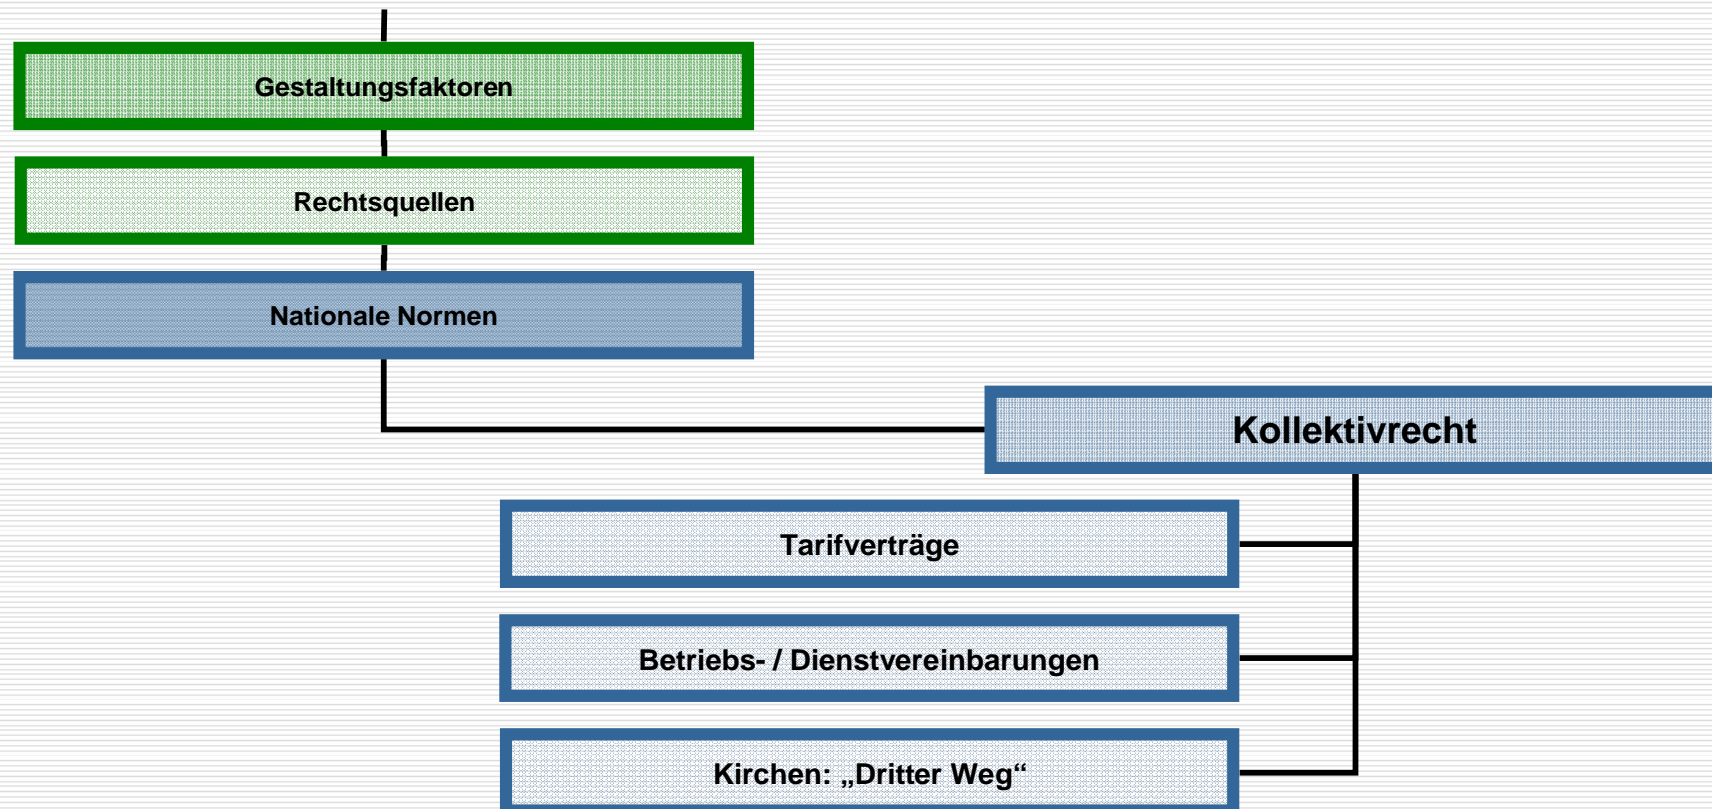 Gestaltungsfaktoren
Rechtsquellen
Nationale Normen
Kollektivrecht
Tarifverträge
Betriebs- / Dienstvereinbarungen
Kirchen: „Dritter Weg“